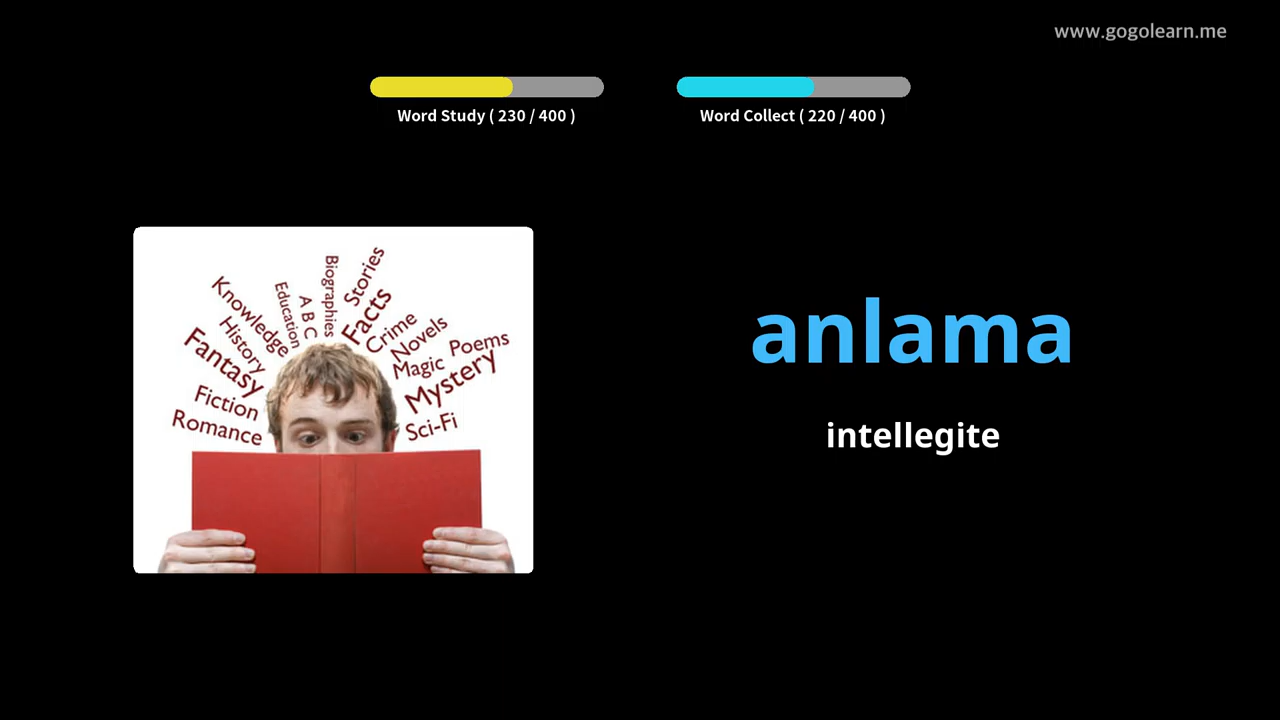 www.gogolearn.me
Word Study ( 230 / 400 )
Word Collect ( 220 / 400 )
Biographies
Stories
Education
A B C
Facts
Knowledge
Crime
History
Novels
Poems
Fantasy
Magic
Mystery
Fiction
Sci-Fi
Romance
anlama
intellegite